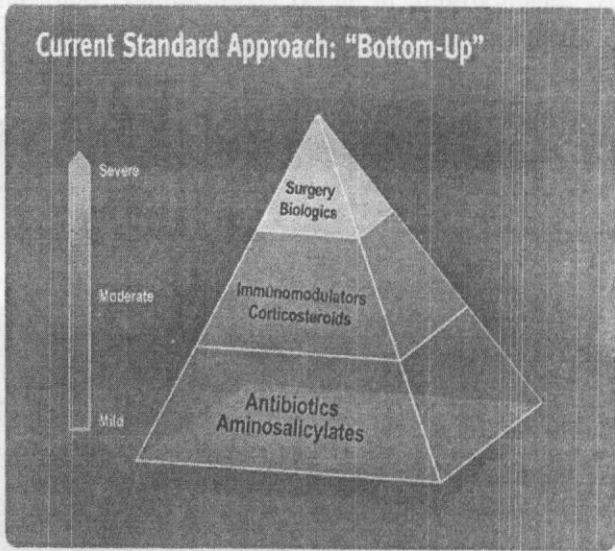 Current Standard Approach: “Bottom-Up”
Severe
Surgery
Biologics
Moderate
Immunomodulators
Corticosteroids
Mild
Antibiotics
Aminosalicylates